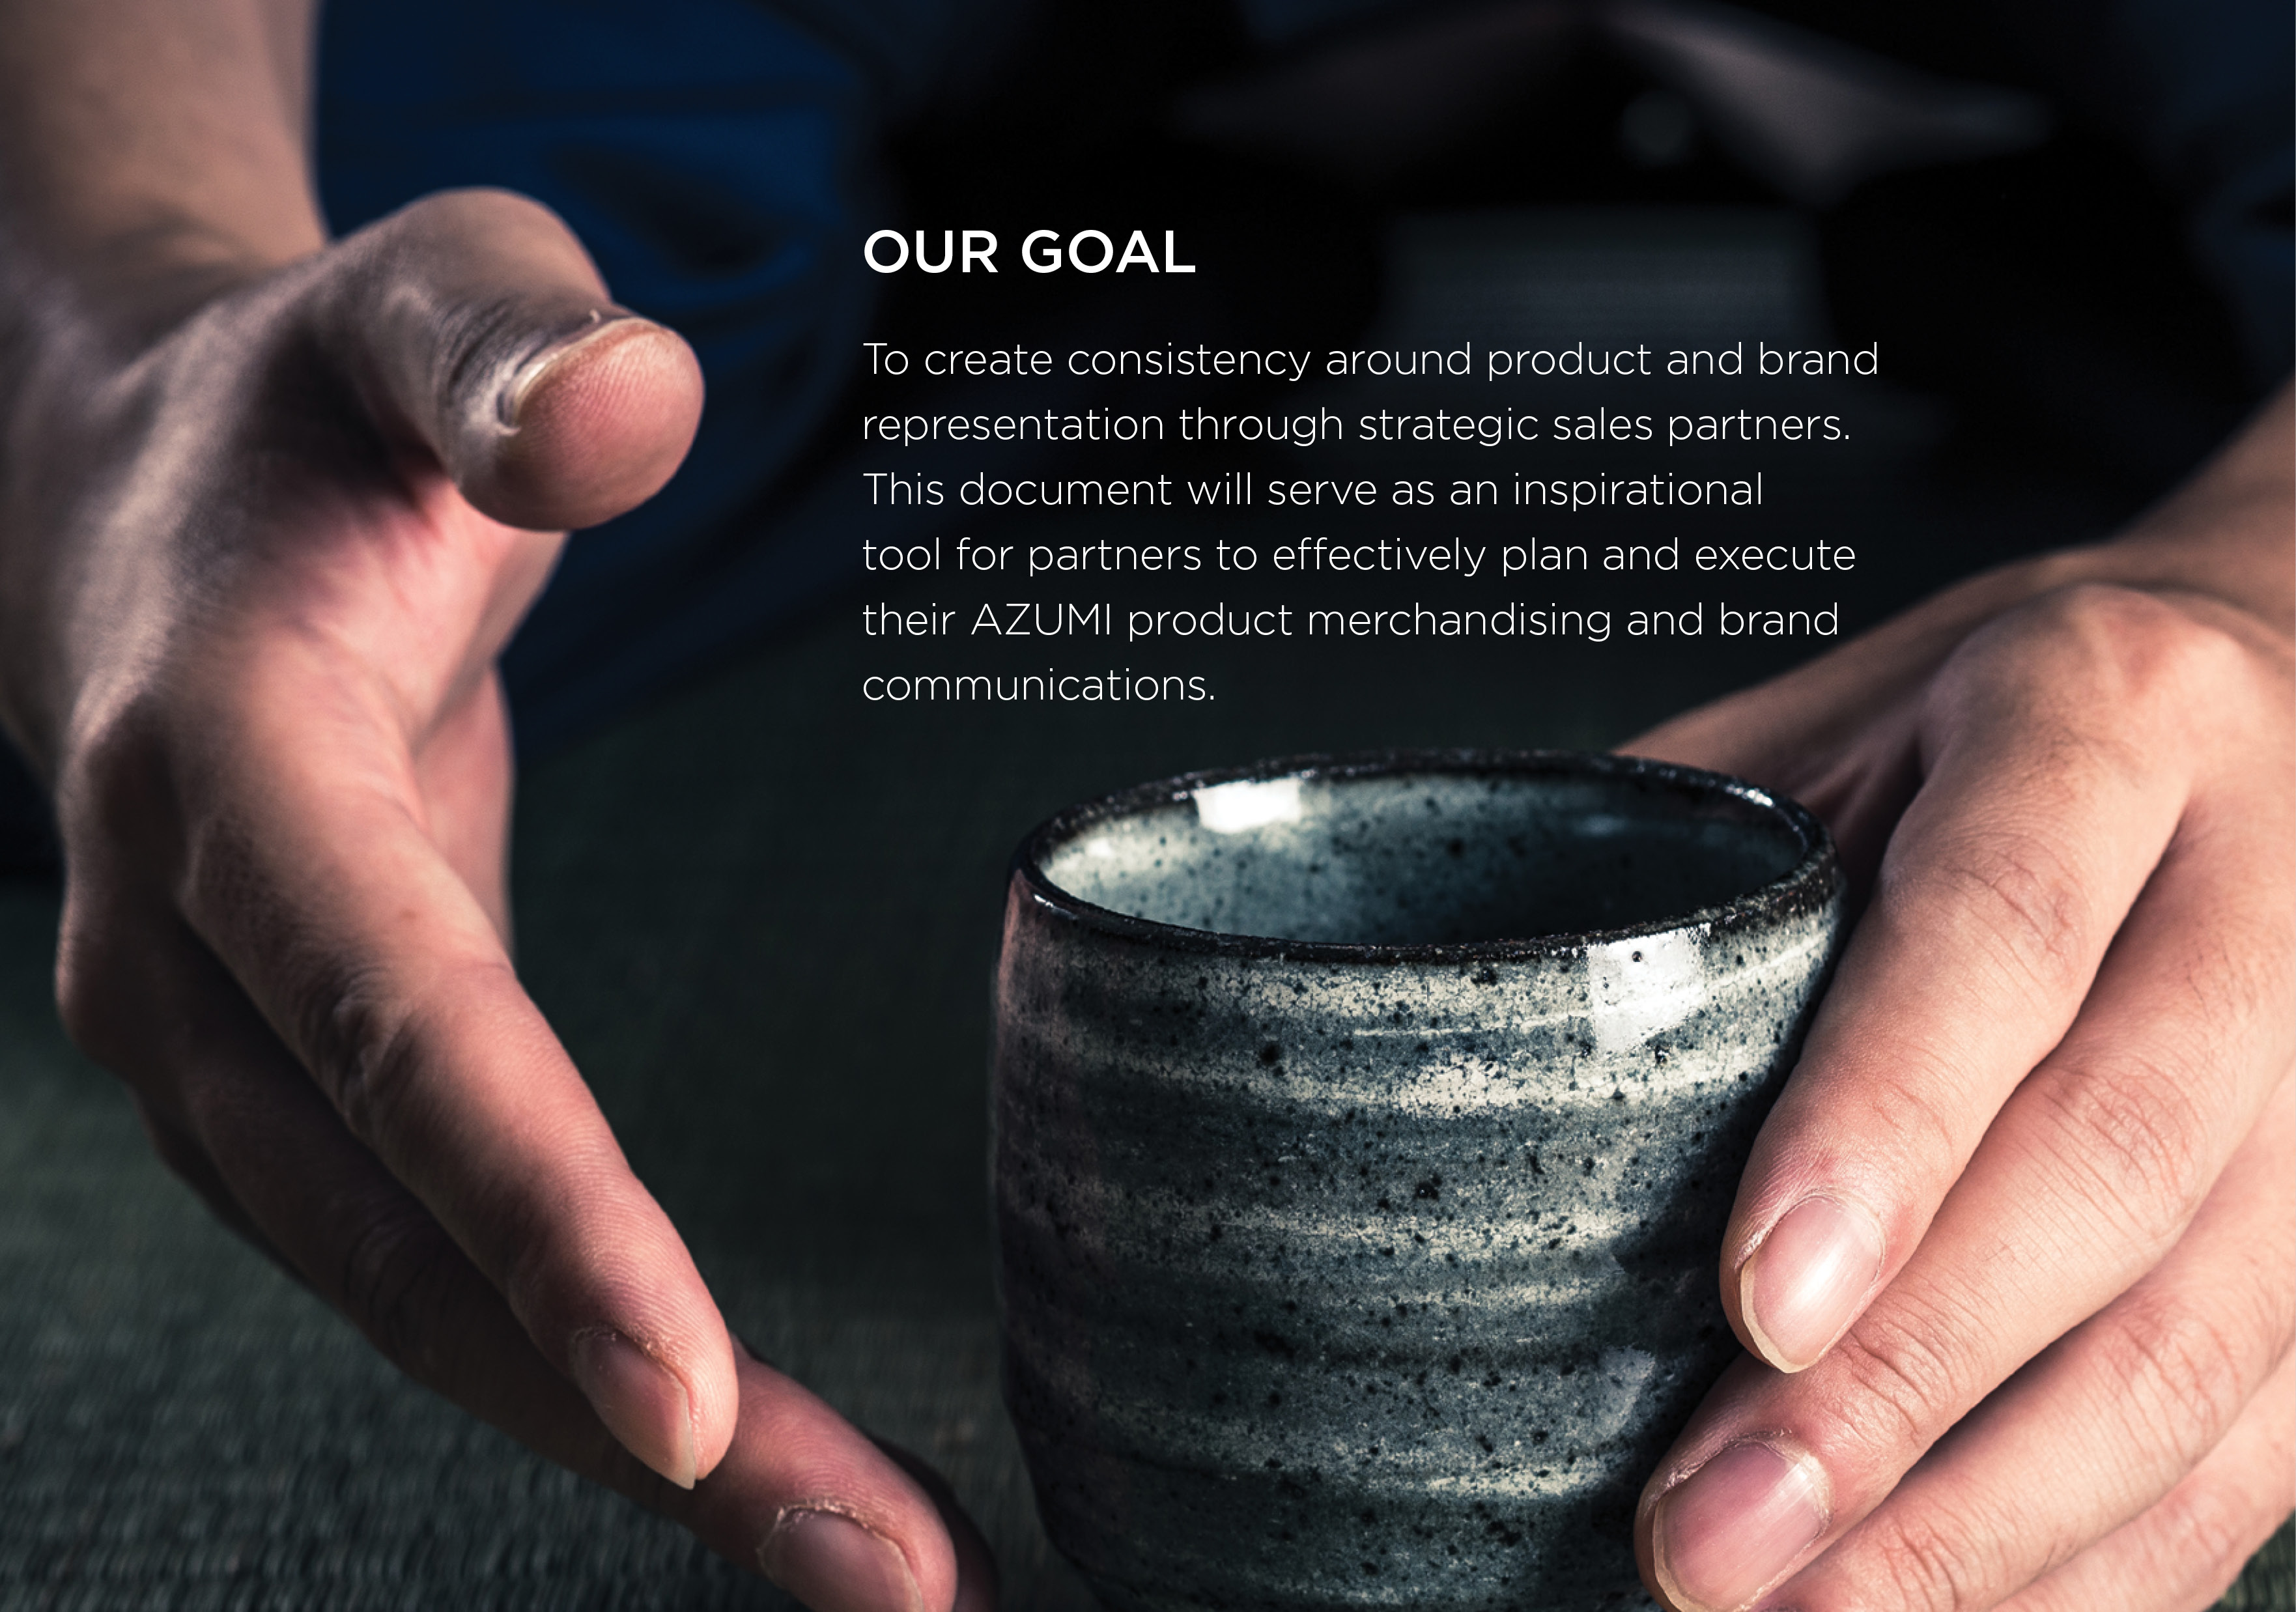 OUR GOAL
To create consistency around product and brand
representation through strategic sales partners.
This document will serve as an inspirational
tool for partners to effectively plan and execute
their AZUMI product merchandising and brand
communications.